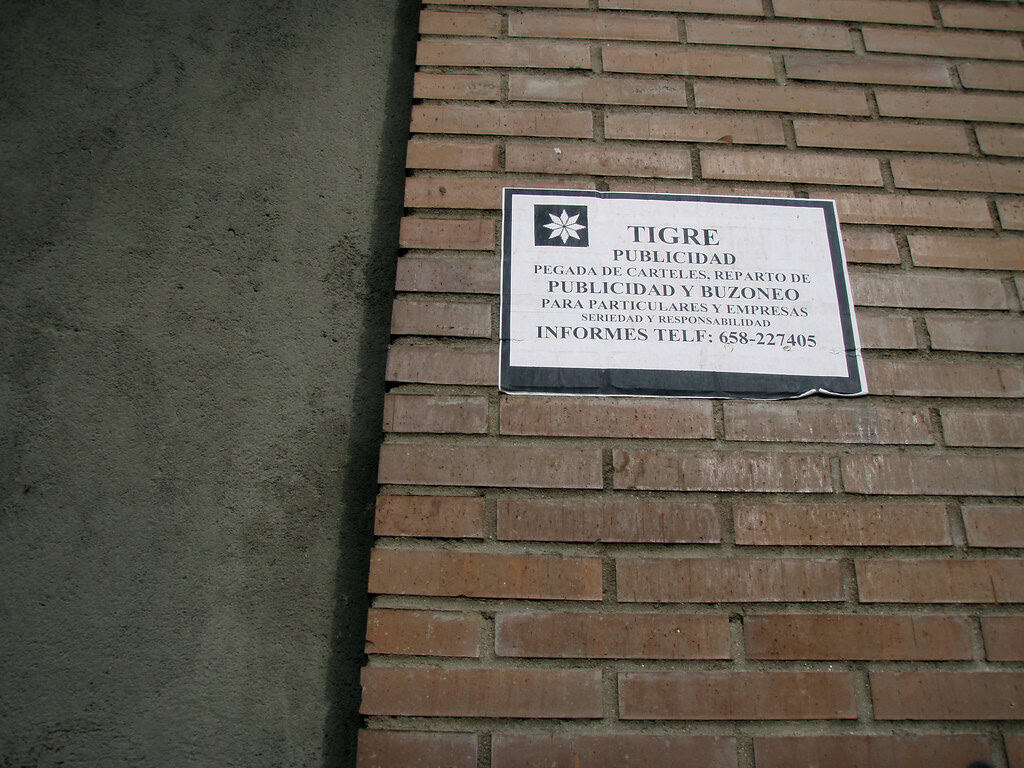 TIGRE
PUBLICIDAD
PEGADA DE CARTELES, REPARTO DE
PUBLICIDAD Y BUZONEO
PARA PARTICULARES Y EMPRESAS
SERIEDAD Y RESPONSABILIDAD
INFORMES TELF: 658-227405